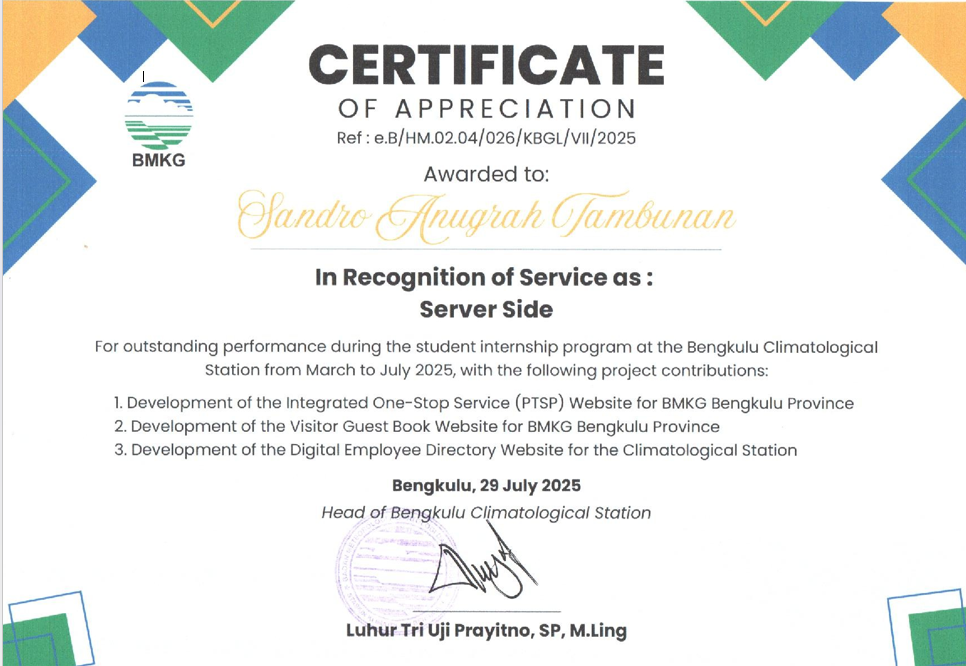 CERTIFICATE
OF APPRECIATION
Ref : e.B/HM.02.04/026/KBGL/VII/2025
BMKG
Awarded to:
Sandro Anugrah Tambunan
In Recognition of Service as :
Server Side
For outstanding performance during the student internship program at the Bengkulu Climatological
Station from March to July 2025, with the following project contributions:
1. Development of the Integrated One-Stop Service (PTSP) Website for BMKG Bengkulu Province
2. Development of the Visitor Guest Book Website for BMKG Bengkulu Province
3. Development of the Digital Employee Directory Website for the Climatological Station
Bengkulu, 29 July 2025
Head of Bengkulu Climatological Station
Luhur Tri Uji Prayitno, SP, M.Ling